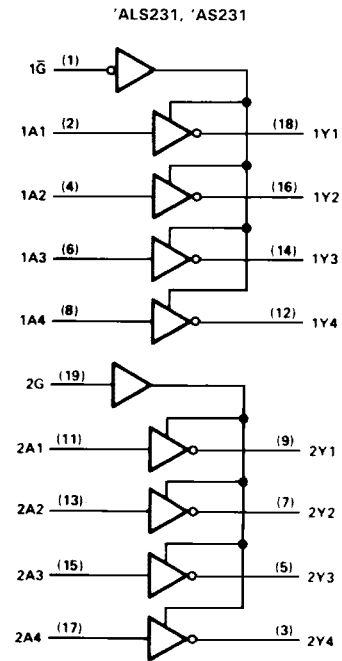 'ALS231, 'AS231
1G̅ (1)
1A1 (2) (18) 1Y1
1A2 (4) (16) 1Y2
1A3 (6) (14) 1Y3
1A4 (8) (12) 1Y4
2G (19)
2A1 (11) (9) 2Y1
2A2 (13) (7) 2Y2
2A3 (15) (5) 2Y3
2A4 (17) (3) 2Y4